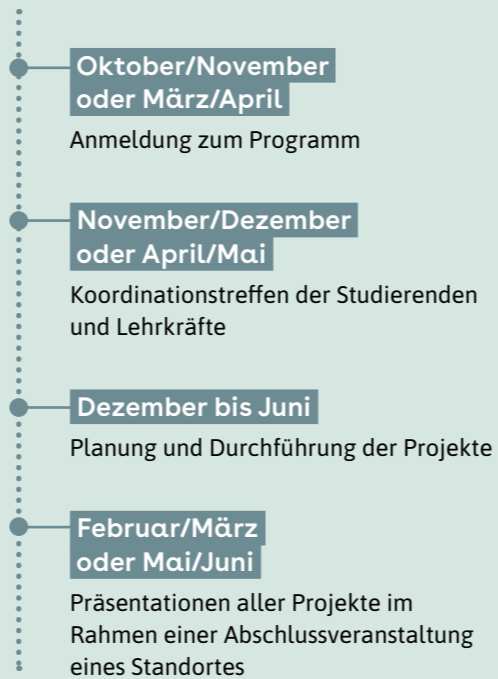 Oktober/November
oder März/April
Anmeldung zum Programm
November/Dezember
oder April/Mai
Koordinationstreffen der Studierenden
und Lehrkräfte
Dezember bis Juni
Planung und Durchführung der Projekte
Februar/März
oder Mai/Juni
Präsentationen aller Projekte im
Rahmen einer Abschlussveranstaltung
eines Standortes